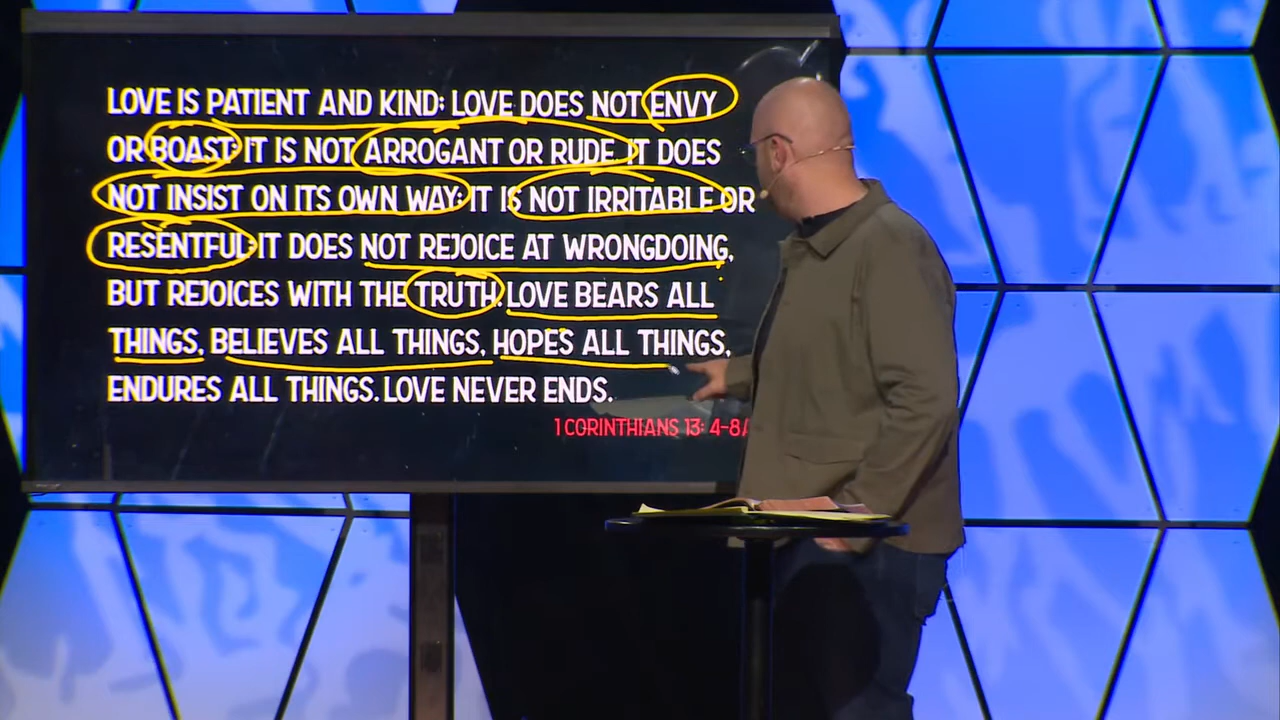 LOVE IS PATIENT AND KIND; LOVE DOES NOT ENVY
OR BOAST; IT IS NOT ARROGANT OR RUDE. IT DOES
NOT INSIST ON ITS OWN WAY; IT IS NOT IRRITABLE OR
RESENTFUL; IT DOES NOT REJOICE AT WRONGDOING,
BUT REJOICES WITH THE TRUTH. LOVE BEARS ALL
THINGS, BELIEVES ALL THINGS, HOPES ALL THINGS,
ENDURES ALL THINGS. LOVE NEVER ENDS.
1 CORINTHIANS 13: 4-8A